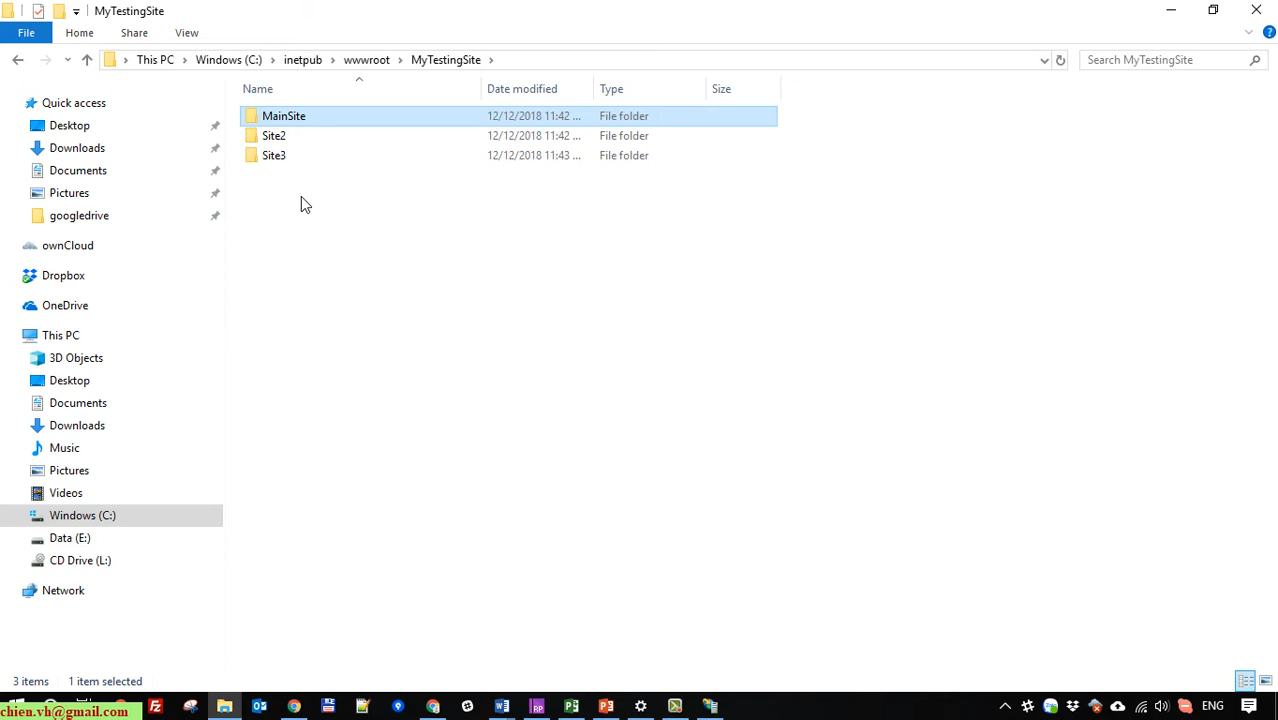 MyTestingSite
File Home Share View
This PC Windows (C:) inetpub wwwroot MyTestingSite Search MyTestingSite
Name Date modified Type Size
MainSite 12/12/2018 11:42 ... File folder
Site2 12/12/2018 11:42 ... File folder
Site3 12/12/2018 11:43 ... File folder
Quick access
Desktop
Downloads
Documents
Pictures
googledrive
ownCloud
Dropbox
OneDrive
This PC
3D Objects
Desktop
Documents
Downloads
Music
Pictures
Videos
Windows (C:)
Data (E:)
CD Drive (L:)
Network
3 items 1 item selected
chien.vh@gmail.com ENG